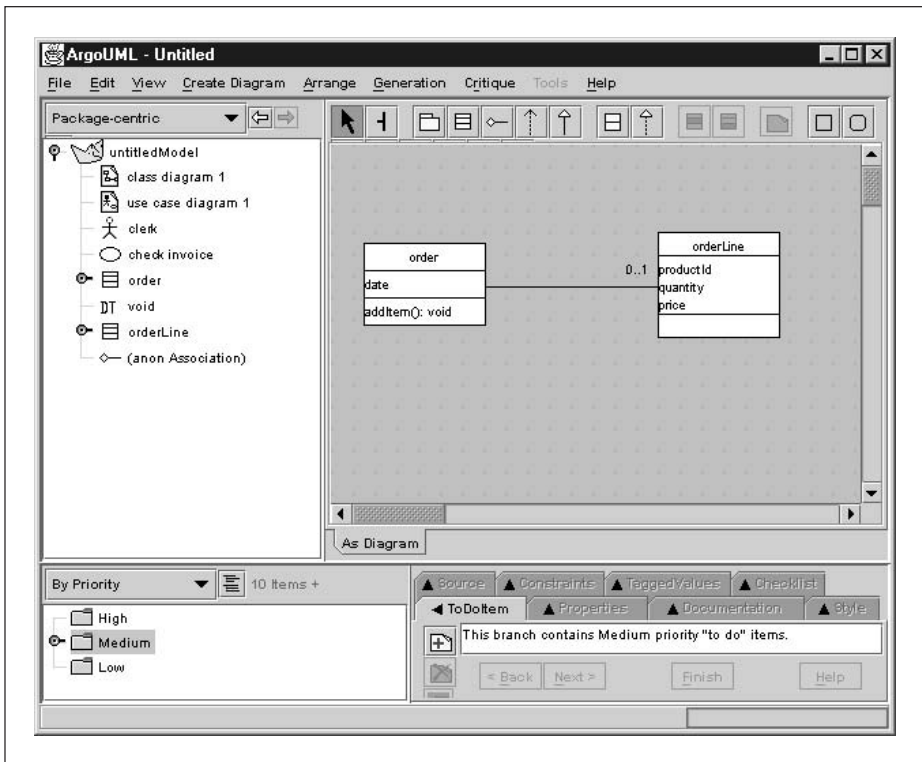 ArgoUML - Untitled
File Edit View Create Diagram Arrange Generation Critique Tools Help
Package-centric
untitledModel
class diagram 1
use case diagram 1
clerk
check invoice
order
DT void
orderLine
(anon Association)
order
date
addItem(): void
0..1
orderLine
productId
quantity
price
As Diagram
By Priority
10 Items +
High
Medium
Low
Source Constraints TaggedValues Checklist
ToDoItem Properties Documentation Style
This branch contains Medium priority "to do" items.
< Back Next > Finish Help